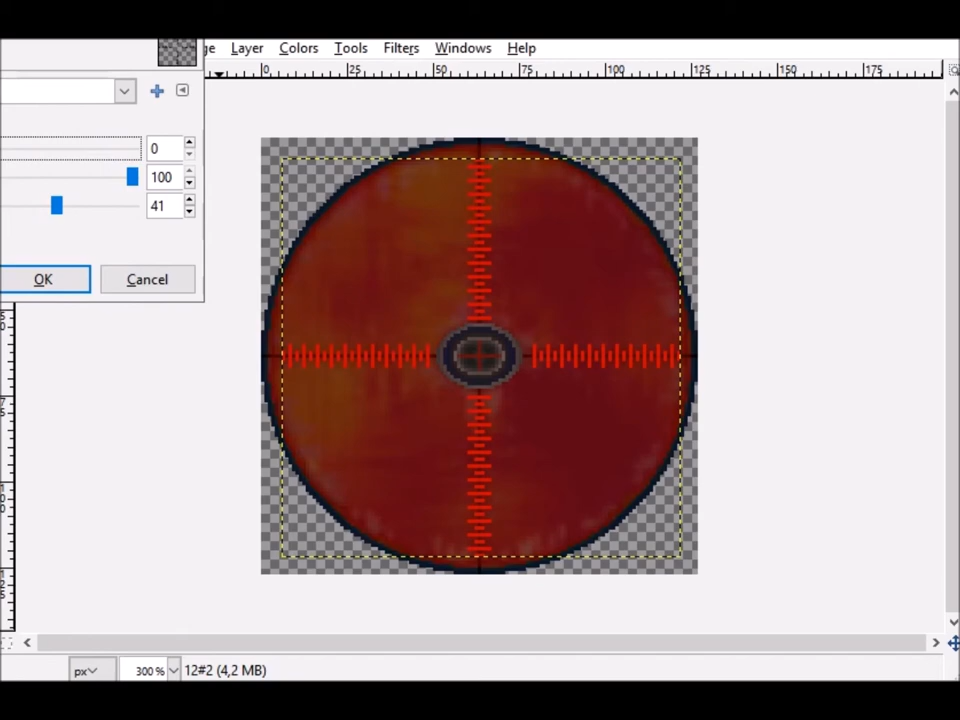 ge Layer Colors Tools Filters Windows Help
0 25 50 75 100 125 150 175
0
100
41
OK Cancel
px 300 % 12#2 (4,2 MB)